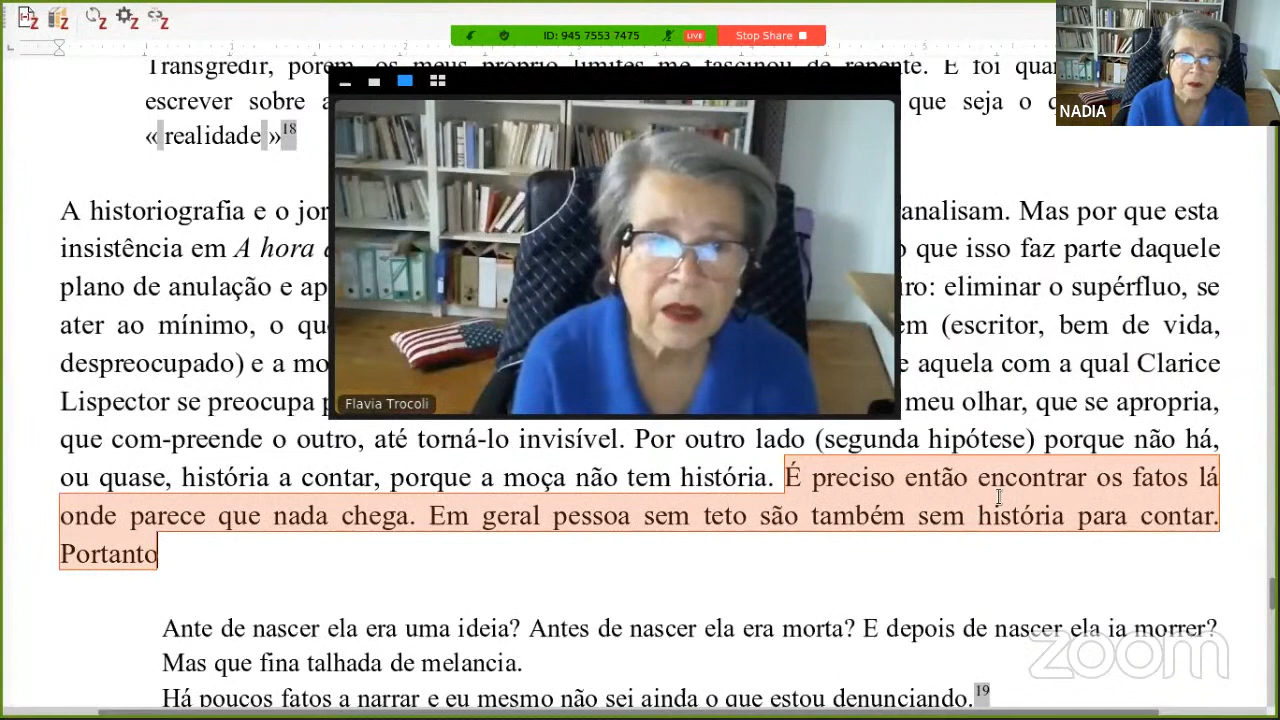 ID: 945 7553 7475 LIVE Stop Share
NADIA
Transgredir, porém, os meus próprio limites me fascinou de repente. E foi
escrever sobre a que seja o
« realidade »18
A historiografia e o analisam. Mas por que esta
insistência em A hora que isso faz parte daquele
plano de anulação e eliminar o supérfluo, se
ater ao mínimo, o (escritor, bem de vida,
despreocupado) e a aquela com a qual Clarice
Lispector se preocupa meu olhar, que se apropria,
que com-preende o outro, até torná-lo invisível. Por outro lado (segunda hipótese) porque não há,
ou quase, história a contar, porque a moça não tem história. É preciso então encontrar os fatos lá
onde parece que nada chega. Em geral pessoa sem teto são também sem história para contar.
Portanto
Flavia Trocoli
Ante de nascer ela era uma ideia? Antes de nascer ela era morta? E depois de nascer ela ia morrer?
Mas que fina talhada de melancia.
Há poucos fatos a narrar e eu mesmo não sei ainda o que estou denunciando.19
zoom